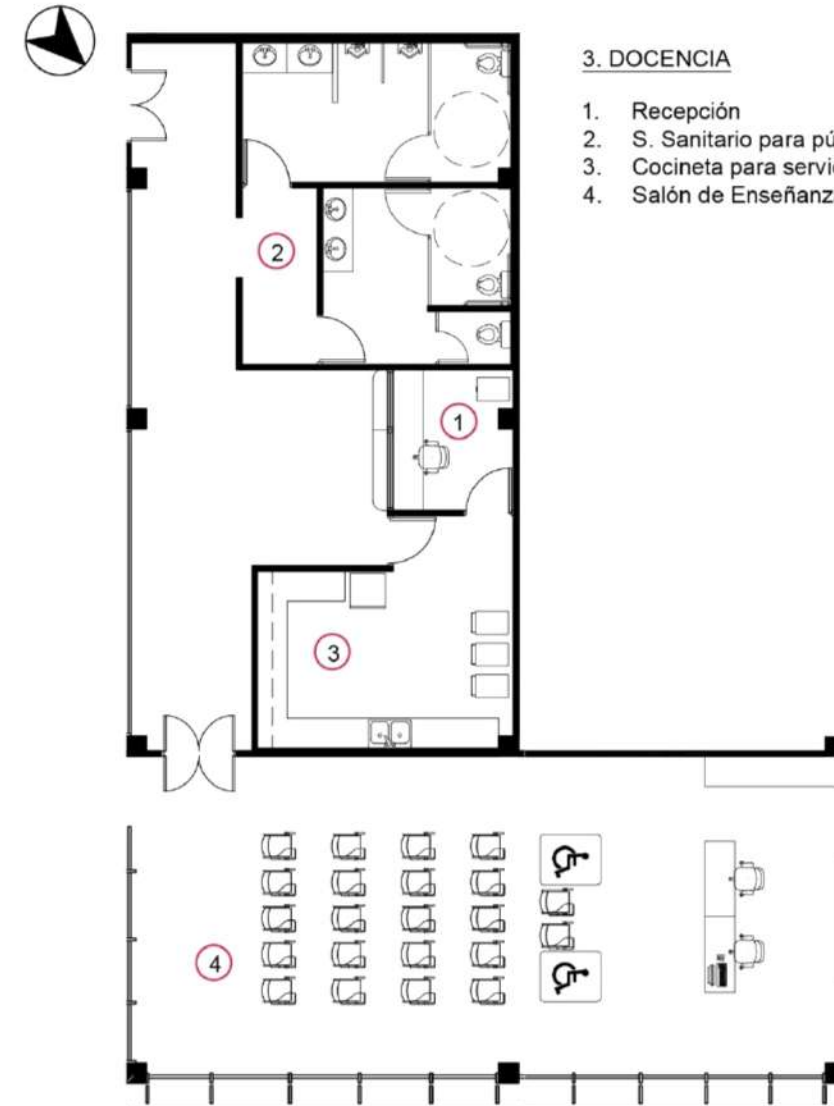 3. DOCENCIA
1. Recepción
2. S. Sanitario para pú
3. Cocineta para servi
4. Salón de Enseñanz
2
1
3
4